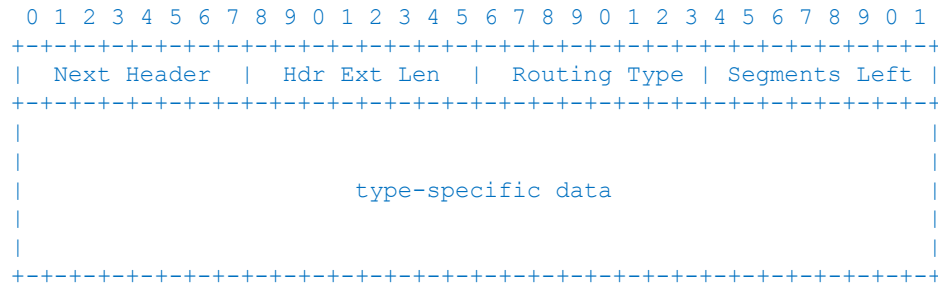 0 1 2 3 4 5 6 7 8 9 0 1 2 3 4 5 6 7 8 9 0 1 2 3 4 5 6 7 8 9 0 1
+-+-+-+-+-+-+-+-+-+-+-+-+-+-+-+-+-+-+-+-+-+-+-+-+-+-+-+-+-+-+-+-+
| Next Header | Hdr Ext Len | Routing Type | Segments Left |
+-+-+-+-+-+-+-+-+-+-+-+-+-+-+-+-+-+-+-+-+-+-+-+-+-+-+-+-+-+-+-+-+
| |
| |
| type-specific data |
| |
| |
+-+-+-+-+-+-+-+-+-+-+-+-+-+-+-+-+-+-+-+-+-+-+-+-+-+-+-+-+-+-+-+-+